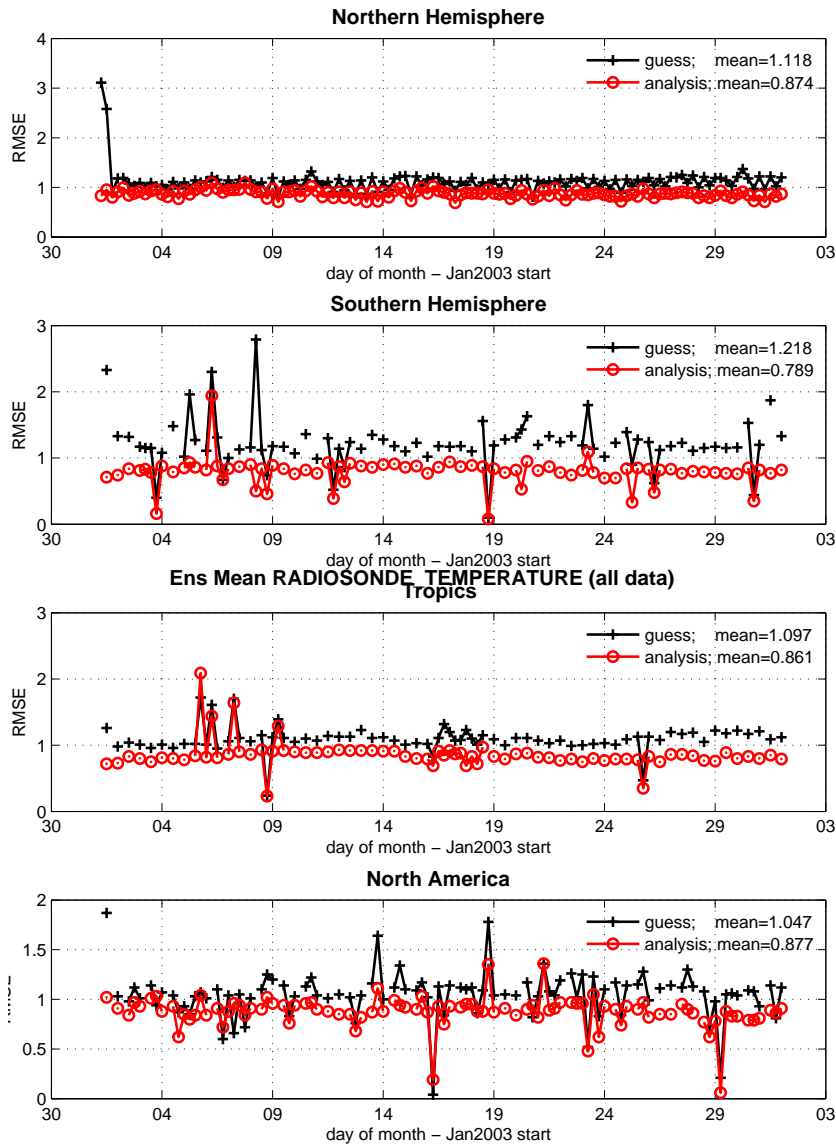 Northern Hemisphere
4
3
2
1
0
RMSE
guess; mean=1.118
analysis; mean=0.874
30 04 09 14 19 24 29 03
day of month − Jan2003 start
Southern Hemisphere
3
2
1
0
RMSE
guess; mean=1.218
analysis; mean=0.789
30 04 09 14 19 24 29 03
day of month − Jan2003 start
Ens Mean RADIOSONDE_TEMPERATURE (all data)
Tropics
3
2
1
0
RMSE
guess; mean=1.097
analysis; mean=0.861
30 04 09 14 19 24 29 03
day of month − Jan2003 start
North America
2
1.5
1
0.5
0
RMSE
guess; mean=1.047
analysis; mean=0.877
30 04 09 14 19 24 29 03
day of month − Jan2003 start